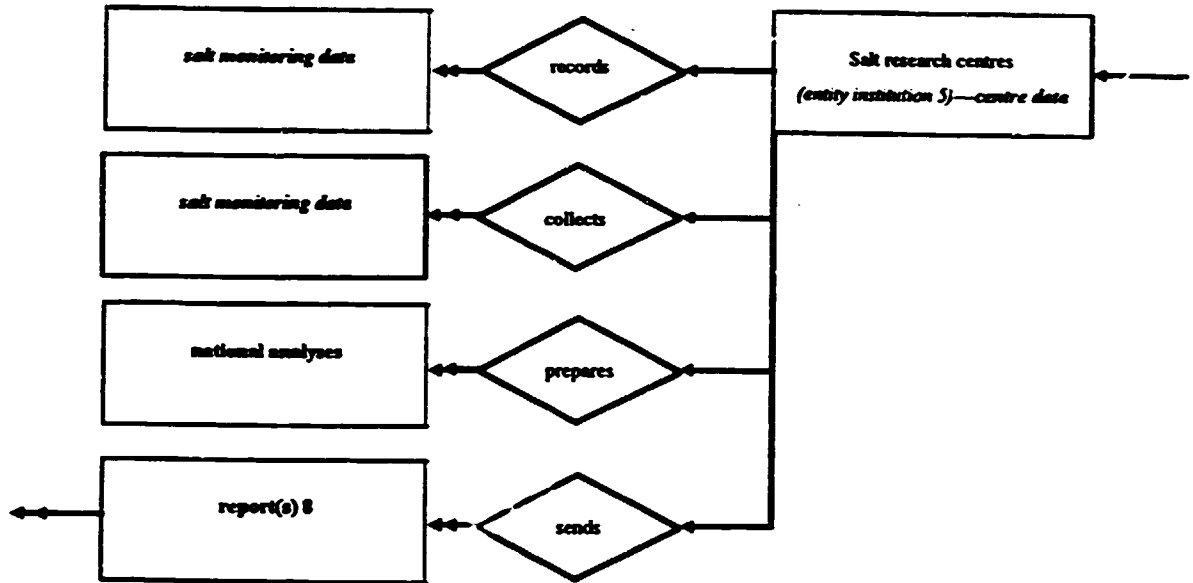 salt monitoring data
records
Salt research centres
(entity institution 5)—centre data
salt monitoring data
collects
national analyses
prepares
report(s) 8
sends